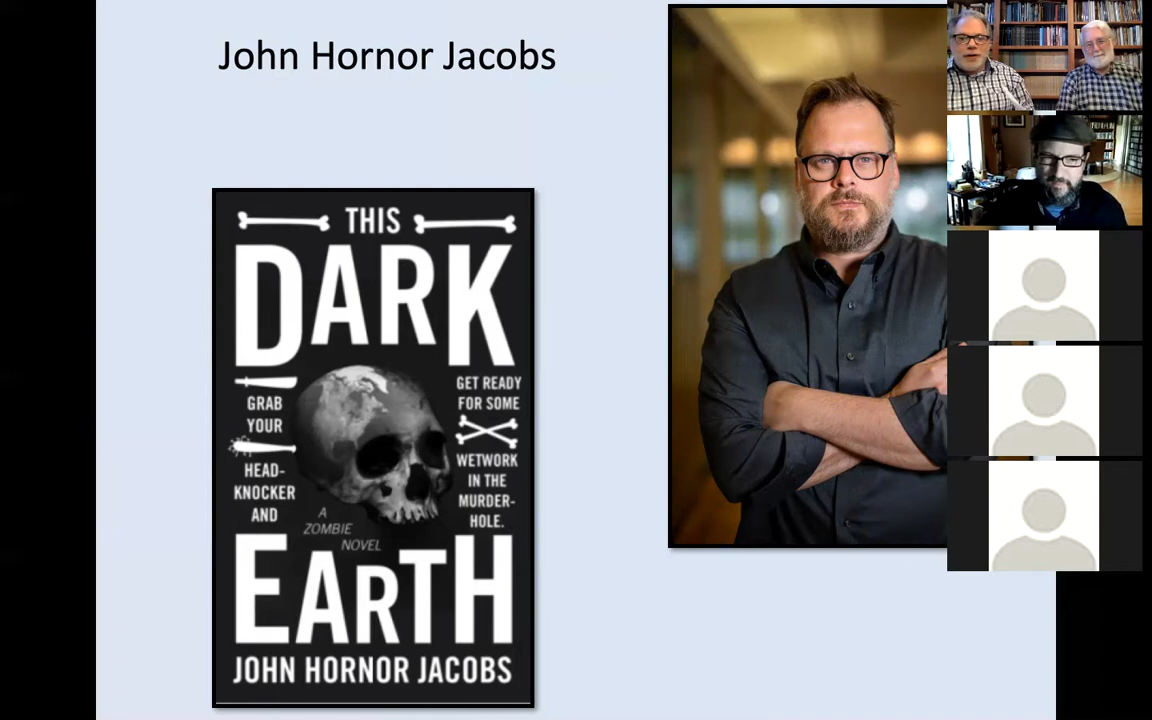 John Hornor Jacobs
THIS
DARK
GRAB
YOUR
HEAD-
KNOCKER
AND
GET READY
FOR SOME
WETWORK
IN THE
MURDER-
HOLE.
A
ZOMBIE
NOVEL
EARTH
JOHN HORNOR JACOBS